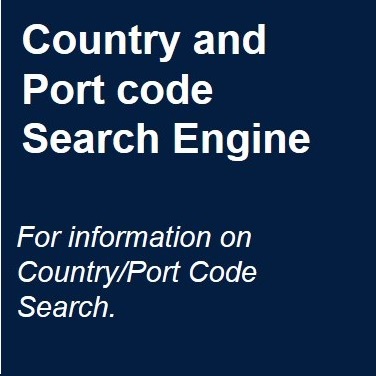 Country and
Port code
Search Engine
For information on
Country/Port Code
Search.